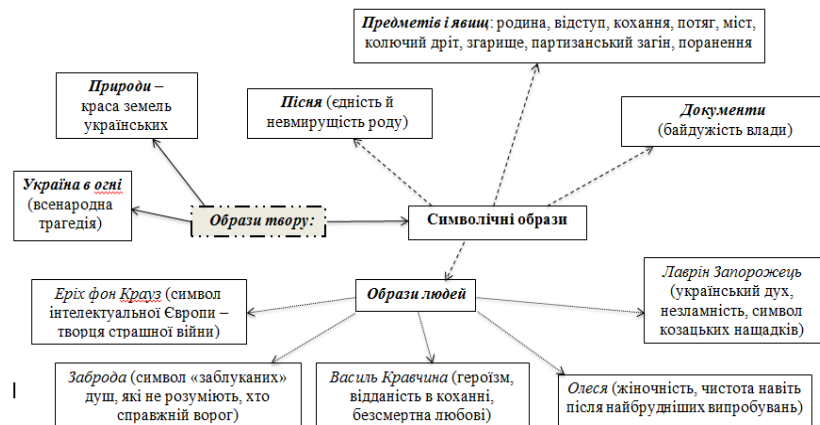 Предметів і явищ: родина, відступ, кохання, потяг, міст,
колючий дріт, згарище, партизанський загін, поранення
Природи –
краса земель
українських
Пісня (єдність й
невмирущість роду)
Документи
(байдужість влади)
Україна в огні
(всенародна
трагедія)
Образи твору:
Символічні образи
Образи людей
Еріх фон Крауз (символ
інтелектуальної Європи –
творця страшної війни)
Лаврін Запорожець
(український дух,
незламність, символ
козацьких нащадків)
Заброда (символ «заблуканих»
душ, які не розуміють, хто
справжній ворог)
Василь Кравчина (героїзм,
відданість в коханні,
безсмертна любові)
Олеся (жіночність, чистота навіть
після найбрудніших випробувань)